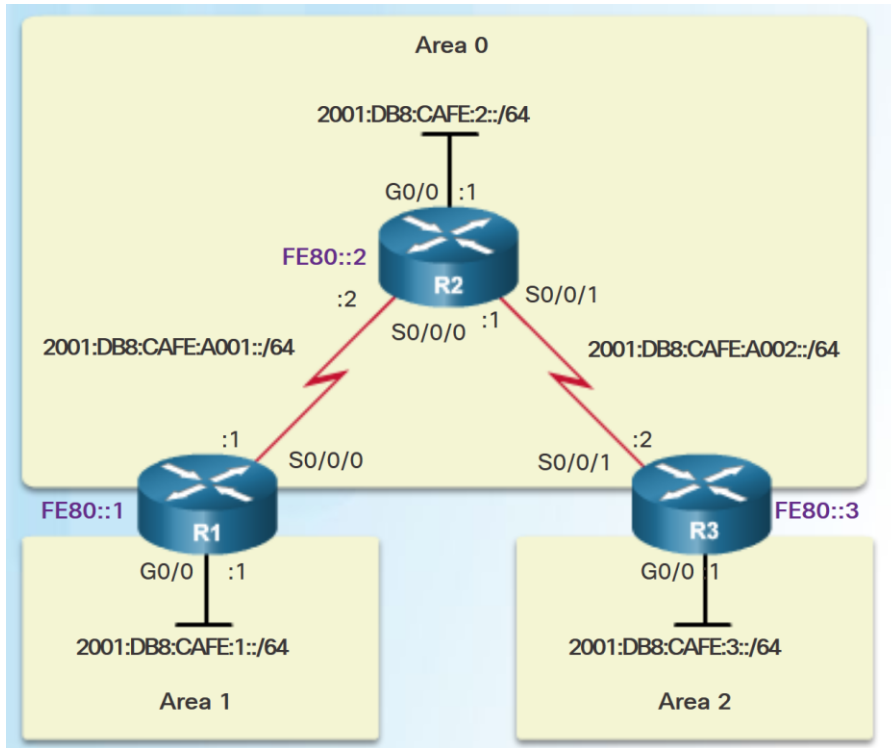 Area 0
2001:DB8:CAFE:2::/64
G0/0 :1
FE80::2
R2
:2
S0/0/0
:1
S0/0/1
2001:DB8:CAFE:A001::/64
2001:DB8:CAFE:A002::/64
:1
S0/0/0
:2
S0/0/1
FE80::1
R1
R3
FE80::3
G0/0 :1
G0/0 :1
2001:DB8:CAFE:1::/64
2001:DB8:CAFE:3::/64
Area 1
Area 2